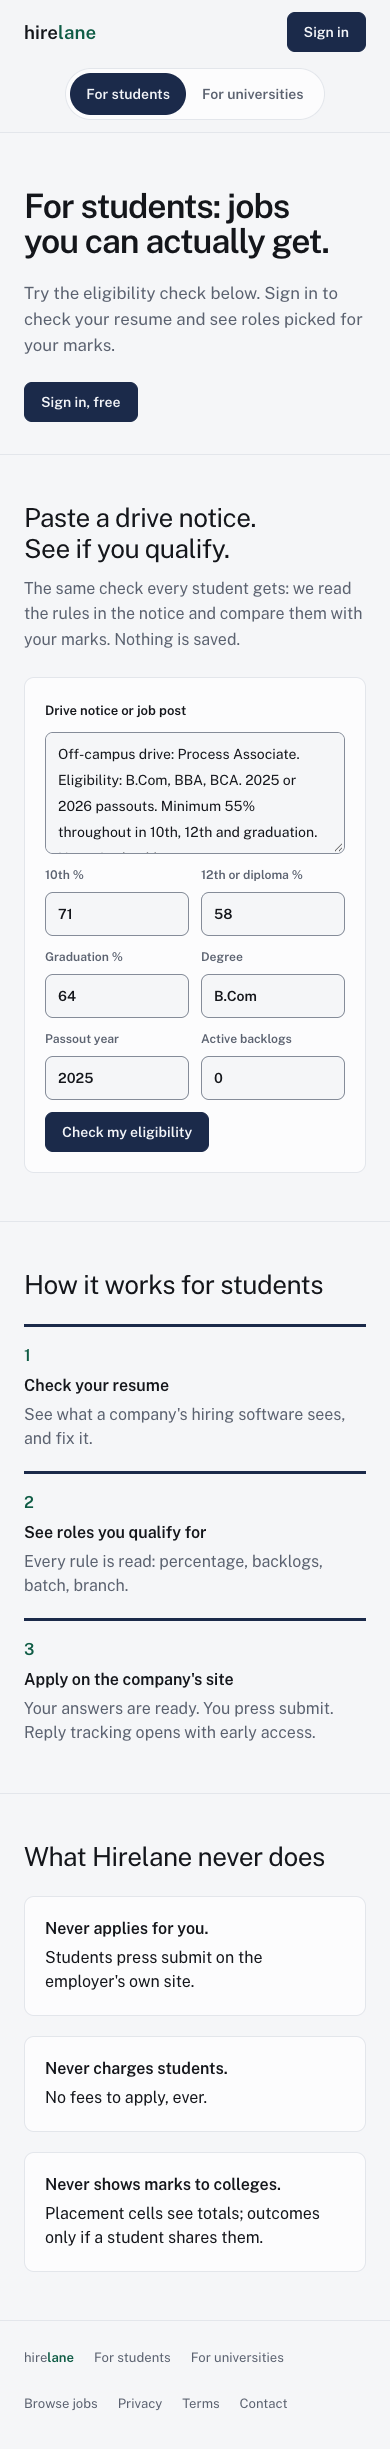 hirelane
Sign in
For students
For universities
For students: jobs
you can actually get.
Try the eligibility check below. Sign in to
check your resume and see roles picked for
your marks.
Sign in, free
Paste a drive notice.
See if you qualify.
The same check every student gets: we read
the rules in the notice and compare them with
your marks. Nothing is saved.
Drive notice or job post
Off-campus drive: Process Associate.
Eligibility: B.Com, BBA, BCA. 2025 or
2026 passouts. Minimum 55%
throughout in 10th, 12th and graduation.
10th %
12th or diploma %
71
58
Graduation %
Degree
64
B.Com
Passout year
Active backlogs
2025
0
Check my eligibility
How it works for students
1
Check your resume
See what a company's hiring software sees,
and fix it.
2
See roles you qualify for
Every rule is read: percentage, backlogs,
batch, branch.
3
Apply on the company's site
Your answers are ready. You press submit.
Reply tracking opens with early access.
What Hirelane never does
Never applies for you.
Students press submit on the
employer's own site.
Never charges students.
No fees to apply, ever.
Never shows marks to colleges.
Placement cells see totals; outcomes
only if a student shares them.
hirelane For students For universities
Browse jobs Privacy Terms Contact